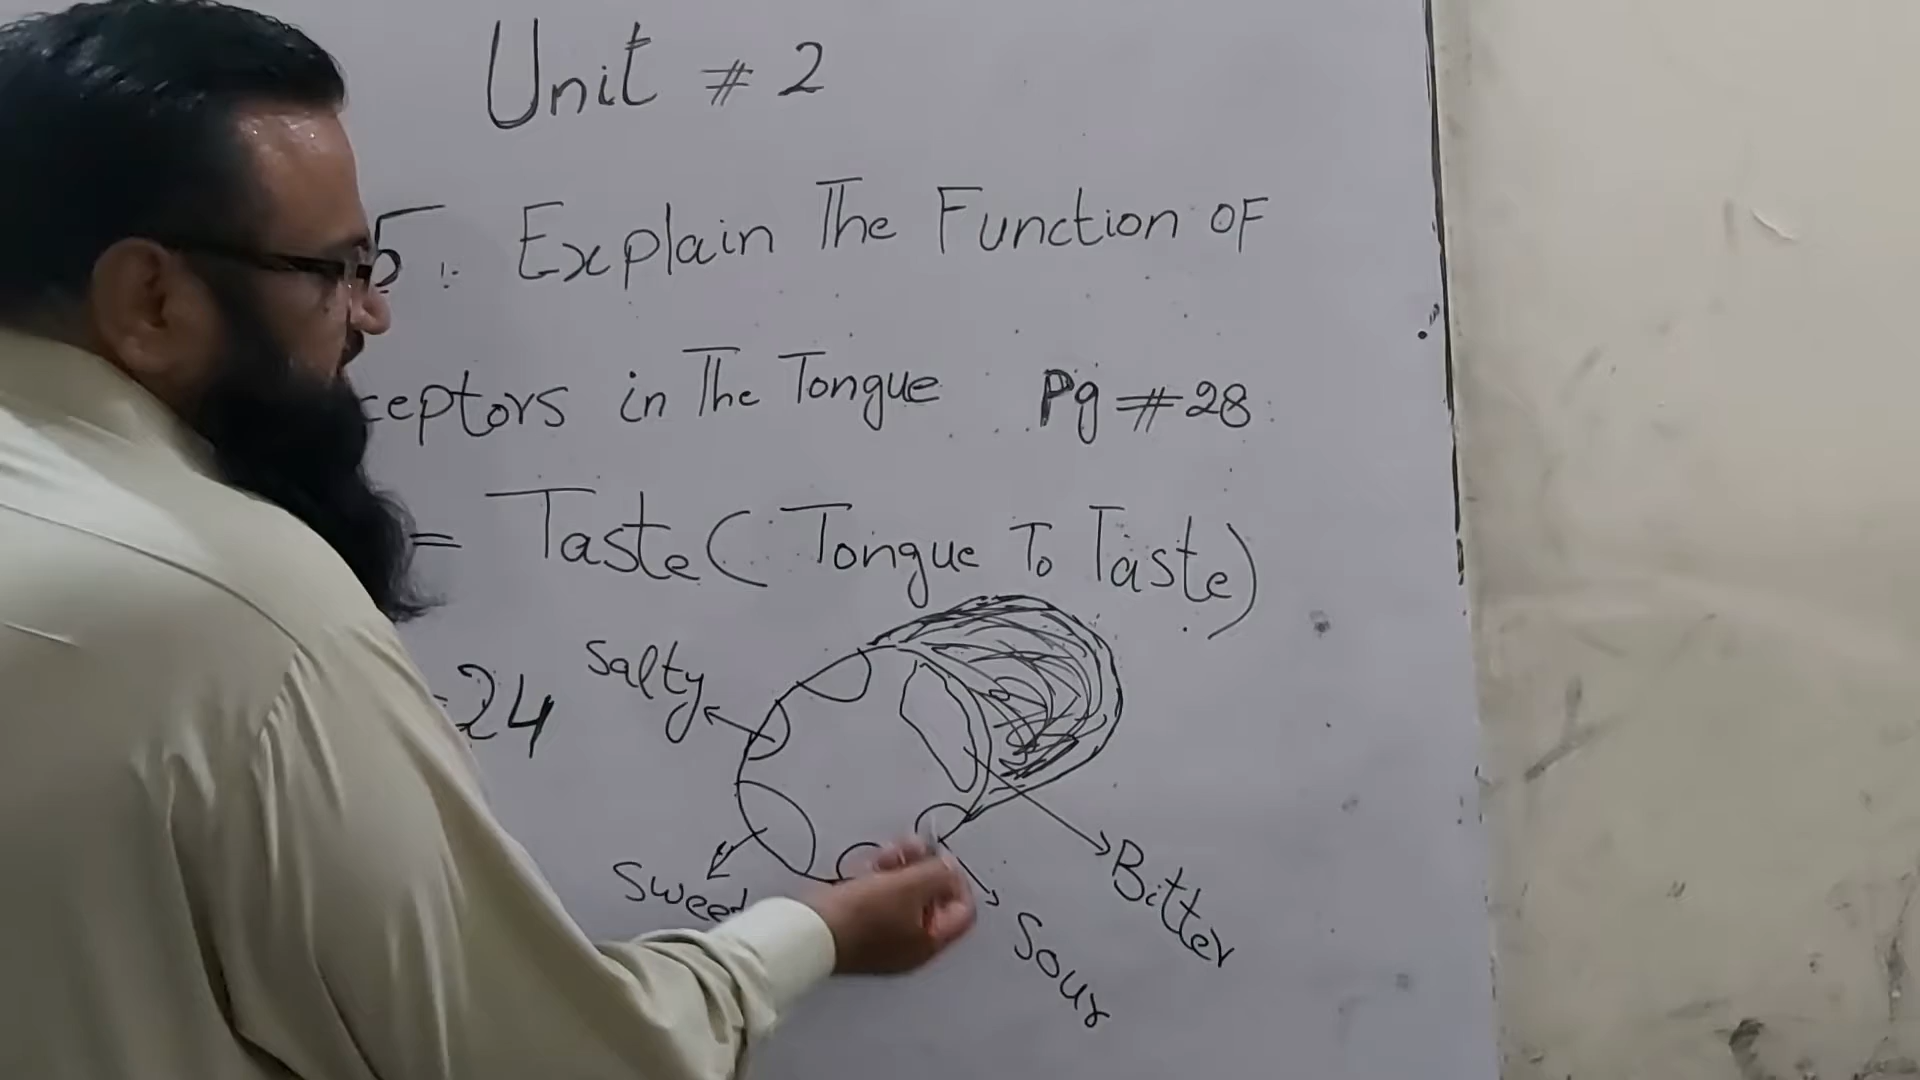 Unit # 2
5. Explain The Function OF
ceptors in The Tongue Pg # 28
= Taste ( Tongue To Taste )
Salty
24
Sweet
Bitter
Sour